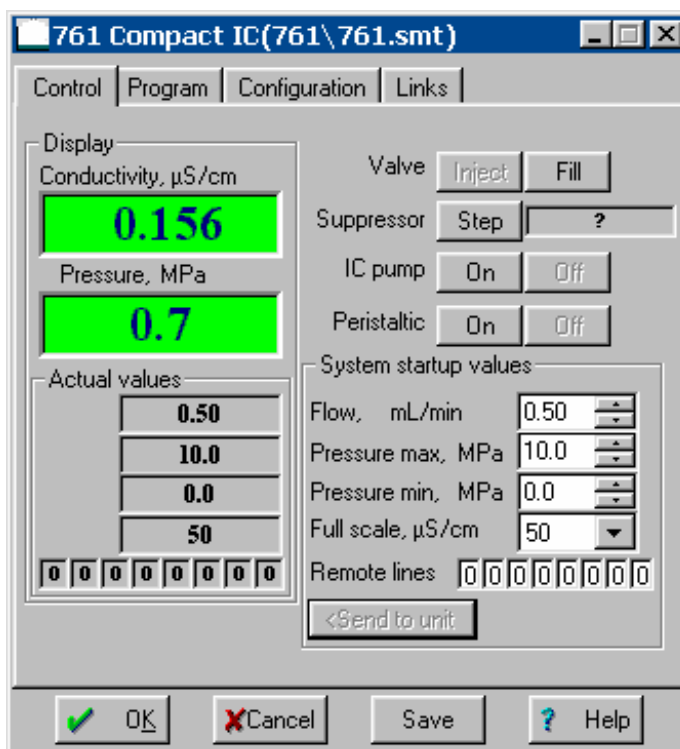 761 Compact IC(761\761.smt)
Control Program Configuration Links
Display
Conductivity, µS/cm
0.156
Pressure, MPa
0.7
Actual values
0.50
10.0
0.0
50
0 0 0 0 0 0 0 0
Valve Inject Fill
Suppressor Step ?
IC pump On Off
Peristaltic On Off
System startup values
Flow, mL/min 0.50
Pressure max, MPa 10.0
Pressure min, MPa 0.0
Full scale, µS/cm 50
Remote lines 0 0 0 0 0 0 0 0
<Send to unit
OK Cancel Save ? Help